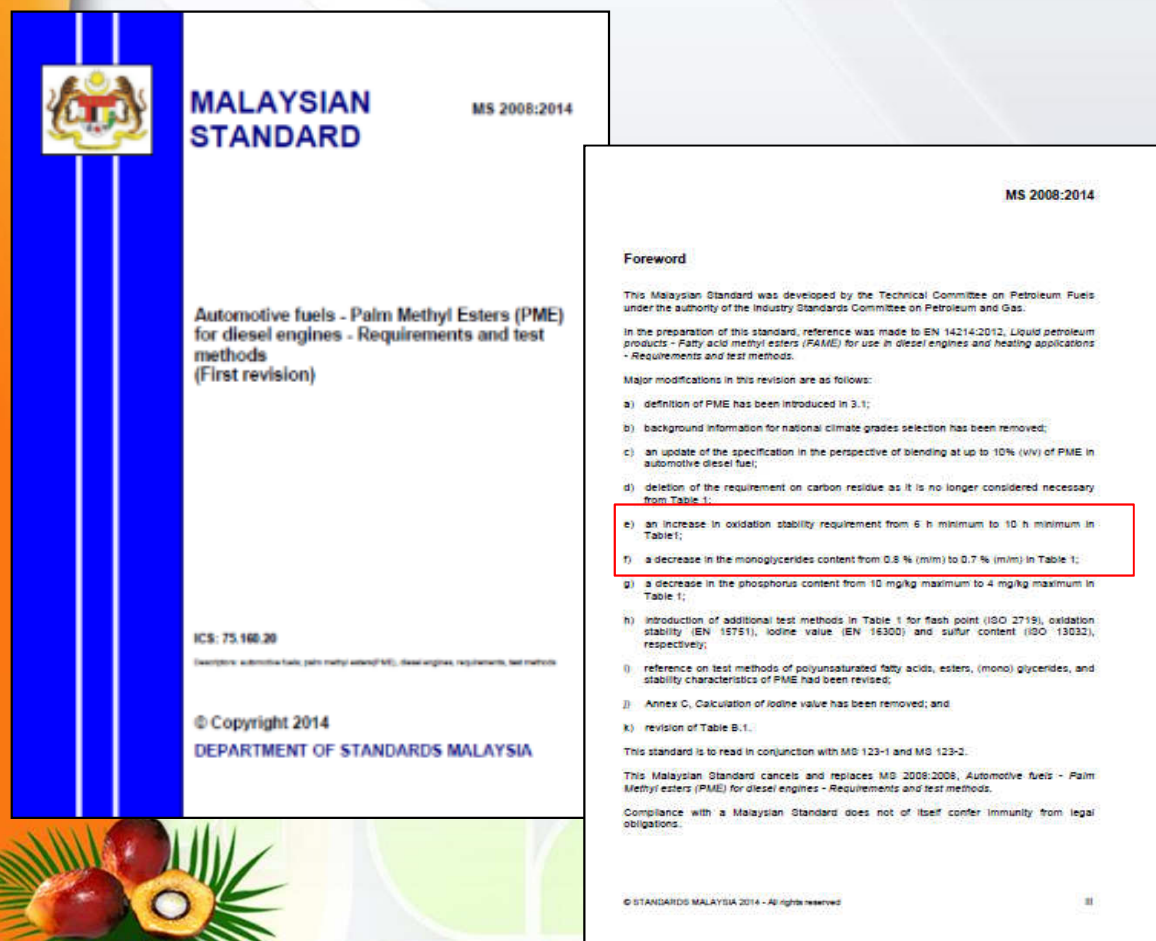 MALAYSIAN
STANDARD
MS 2008:2014
Automotive fuels - Palm Methyl Esters (PME)
for diesel engines - Requirements and test
methods
(First revision)
ICS: 75.160.20
Descriptors: automotive fuels, palm methyl esters(PME), diesel engines, requirements, test methods
© Copyright 2014
DEPARTMENT OF STANDARDS MALAYSIA
MS 2008:2014
Foreword
This Malaysian Standard was developed by the Technical Committee on Petroleum Fuels
under the authority of the Industry Standards Committee on Petroleum and Gas.
In the preparation of this standard, reference was made to EN 14214:2012, Liquid petroleum
products - Fatty acid methyl esters (FAME) for use in diesel engines and heating applications
- Requirements and test methods.
Major modifications in this revision are as follows:
a) definition of PME has been introduced in 3.1;
b) background information for national climate grades selection has been removed;
c) an update of the specification in the perspective of blending at up to 10% (v/v) of PME in
automotive diesel fuel;
d) deletion of the requirement on carbon residue as it is no longer considered necessary
from Table 1;
e) an increase in oxidation stability requirement from 6 h minimum to 10 h minimum in
Table1;
f) a decrease in the monoglycerides content from 0.8 % (m/m) to 0.7 % (m/m) in Table 1;
g) a decrease in the phosphorus content from 10 mg/kg maximum to 4 mg/kg maximum in
Table 1;
h) introduction of additional test methods in Table 1 for flash point (ISO 2719), oxidation
stability (EN 15751), iodine value (EN 16300) and sulfur content (ISO 13032),
respectively;
i) reference on test methods of polyunsaturated fatty acids, esters, (mono) glycerides, and
stability characteristics of PME had been revised;
j) Annex C, Calculation of iodine value has been removed; and
k) revision of Table B.1.
This standard is to read in conjunction with MS 123-1 and MS 123-2.
This Malaysian Standard cancels and replaces MS 2008:2008, Automotive fuels - Palm
Methyl esters (PME) for diesel engines - Requirements and test methods.
Compliance with a Malaysian Standard does not of itself confer immunity from legal
obligations.
© STANDARDS MALAYSIA 2014 - All rights reserved
iii